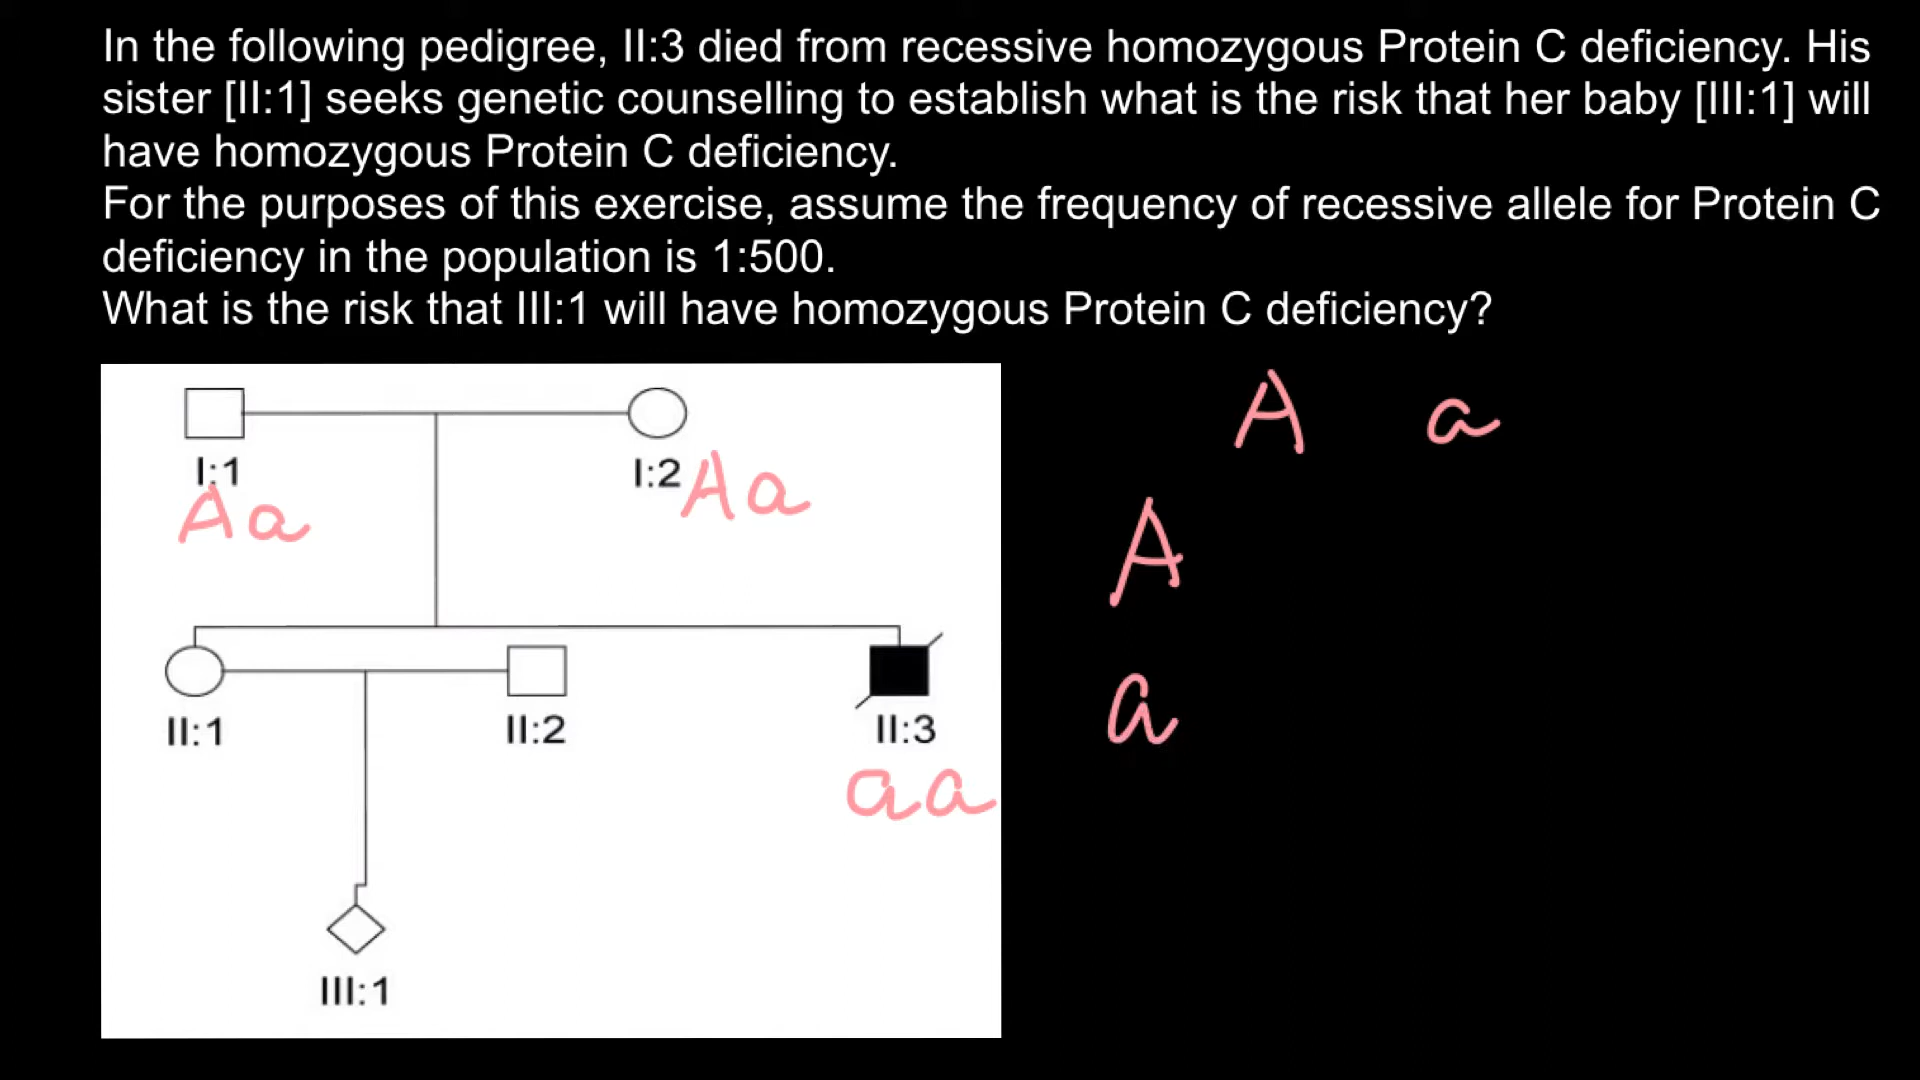 In the following pedigree, II:3 died from recessive homozygous Protein C deficiency. His
sister [II:1] seeks genetic counselling to establish what is the risk that her baby [III:1] will
have homozygous Protein C deficiency.
For the purposes of this exercise, assume the frequency of recessive allele for Protein C
deficiency in the population is 1:500.
What is the risk that III:1 will have homozygous Protein C deficiency?
A a
I:1 I:2 Aa
Aa
A
a
II:1 II:2 II:3
aa
III:1